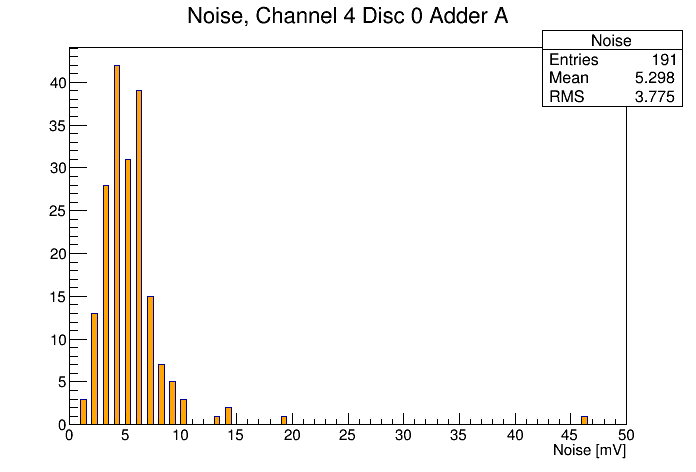 Noise, Channel 4 Disc 0 Adder A
Noise
Entries 191
Mean 5.298
RMS 3.775
40
35
30
25
20
15
10
5
0
0 5 10 15 20 25 30 35 40 45 50
Noise [mV]